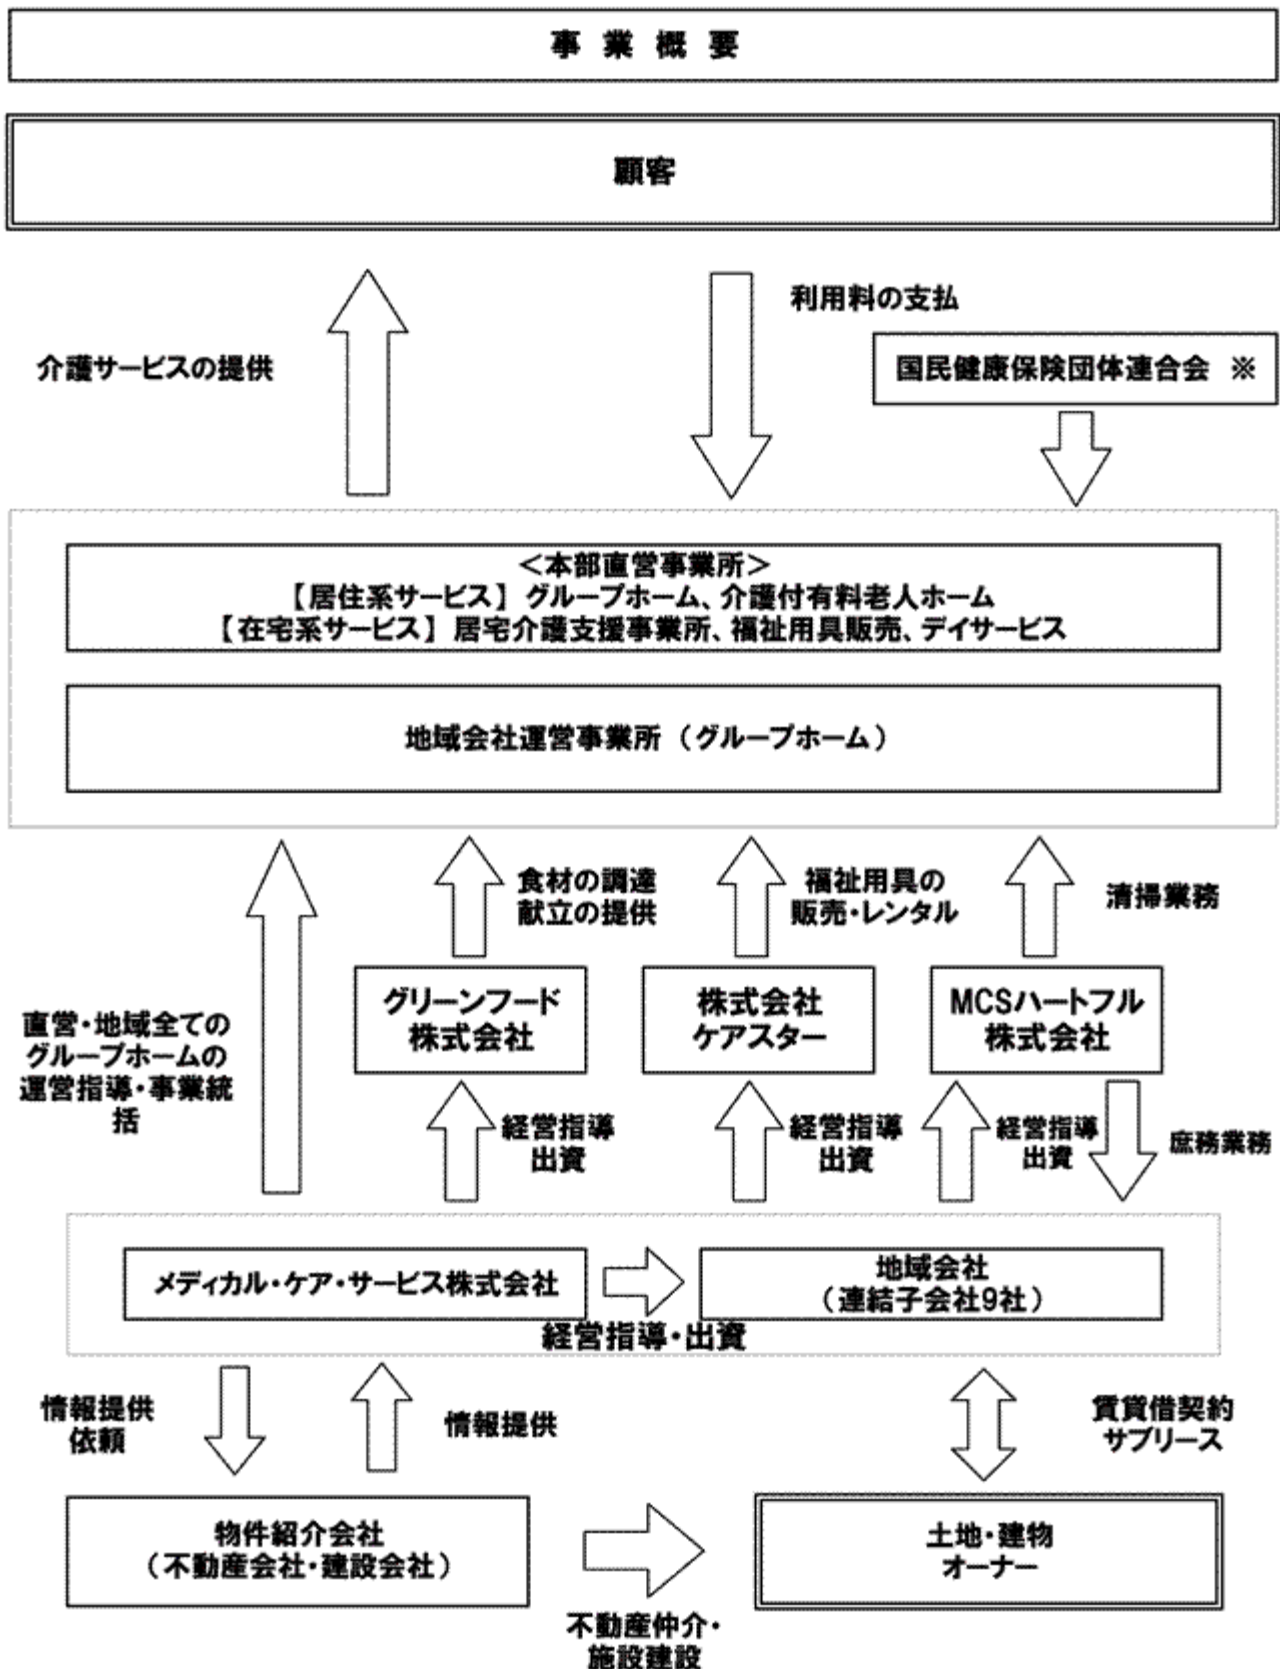 事 業 概 要
顧客
利用料の支払
介護サービスの提供
国民健康保険団体連合会 ※
＜本部直営事業所＞
【居住系サービス】グループホーム、介護付有料老人ホーム
【在宅系サービス】居宅介護支援事業所、福祉用具販売、デイサービス
地域会社運営事業所（グループホーム）
食材の調達
献立の提供
福祉用具の
販売・レンタル
清掃業務
グリーンフード
株式会社
株式会社
ケアスター
MCSハートフル
株式会社
直営・地域全ての
グループホームの
運営指導・事業統
括
経営指導
出資
経営指導
出資
経営指導
出資
庶務業務
メディカル・ケア・サービス株式会社
地域会社
（連結子会社9社）
経営指導・出資
情報提供
依頼
情報提供
賃貸借契約
サブリース
物件紹介会社
（不動産会社・建設会社）
土地・建物
オーナー
不動産仲介・
施設建設